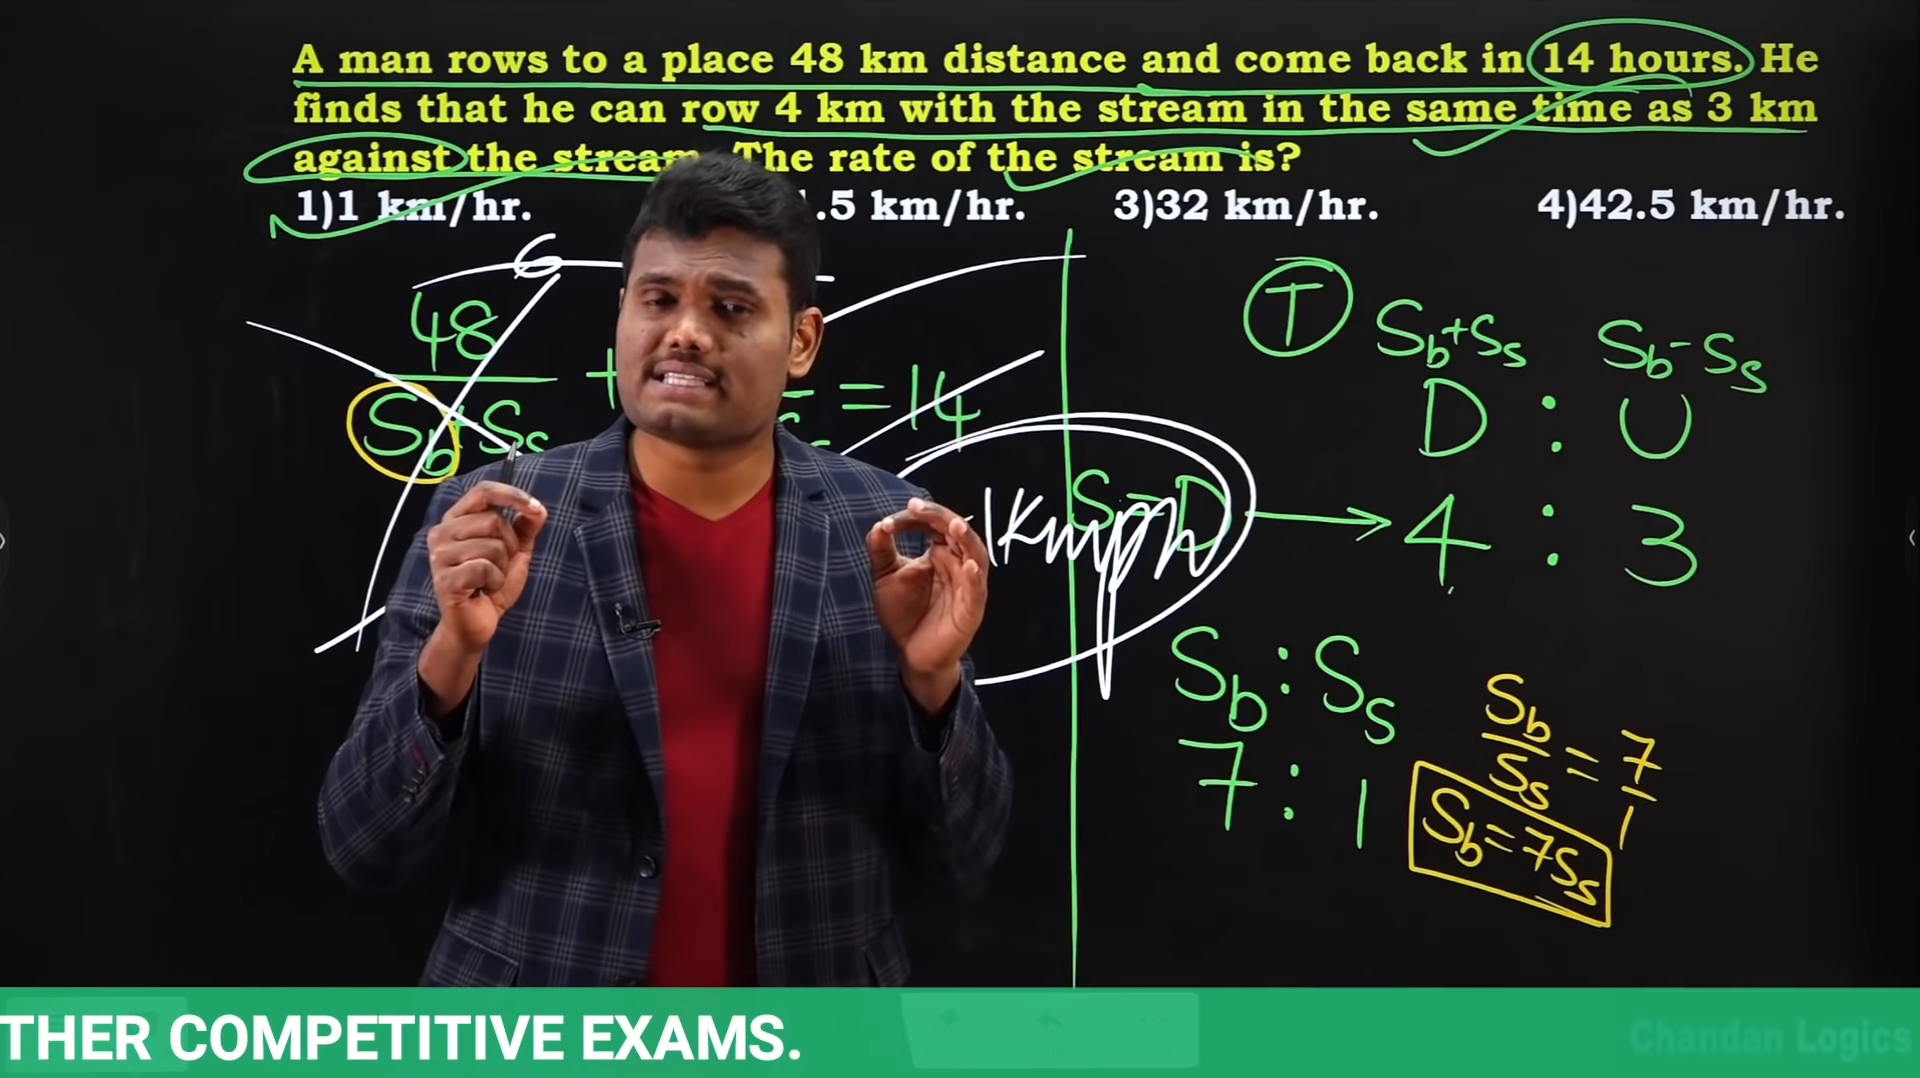 A man rows to a place 48 km distance and come back in 14 hours. He
finds that he can row 4 km with the stream in the same time as 3 km
against the stream. The rate of the stream is?
1)1 km/hr. .5 km/hr. 3)32 km/hr. 4)42.5 km/hr.
6
48
Sb+Ss
+
= 14
T
Sb+Ss Sb-Ss
D : U
S=D → 4 : 3
1Kmph
Sb : Ss
7 : 1
Sb/Ss = 7/1
Sb=7Ss
THER COMPETITIVE EXAMS.
Chandan Logics